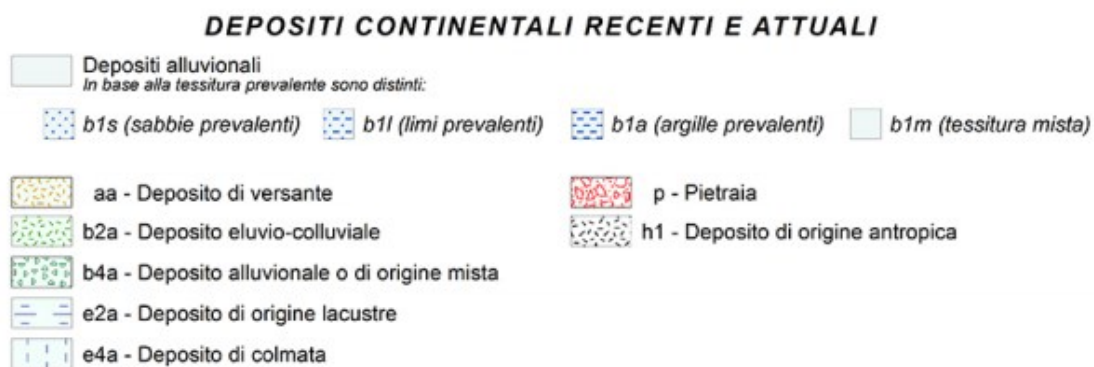 DEPOSITI CONTINENTALI RECENTI E ATTUALI
Depositi alluvionali
In base alla tessitura prevalente sono distinti:
b1s (sabbie prevalenti) b1l (limi prevalenti) b1a (argille prevalenti) b1m (tessitura mista)
aa - Deposito di versante
b2a - Deposito eluvio-colluviale
b4a - Deposito alluvionale o di origine mista
e2a - Deposito di origine lacustre
e4a - Deposito di colmata
p - Pietraia
h1 - Deposito di origine antropica